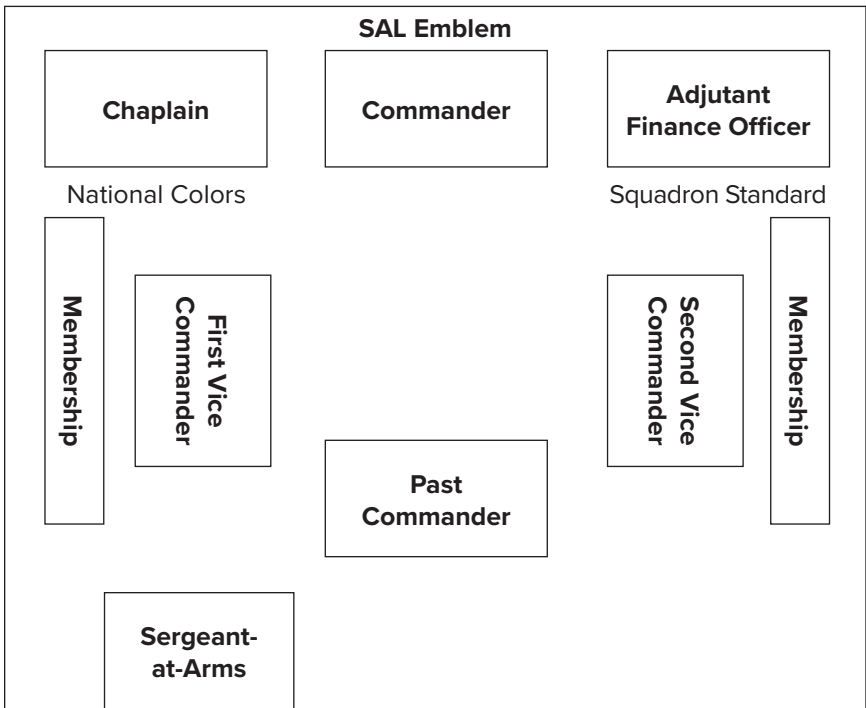 SAL Emblem
Chaplain
Commander
Adjutant
Finance Officer
National Colors
Squadron Standard
Membership
First Vice
Commander
Second Vice
Commander
Membership
Past
Commander
Sergeant-
at-Arms